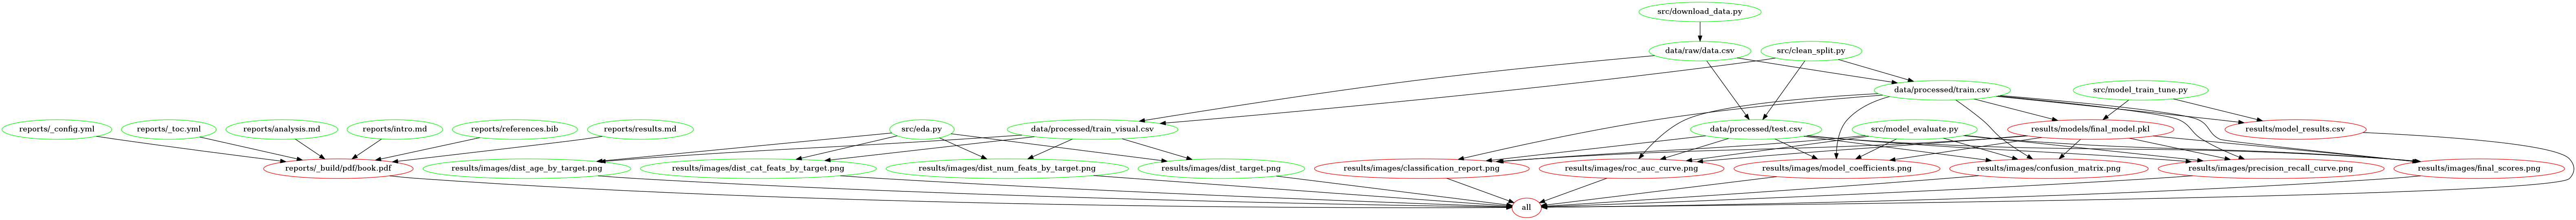 src/download_data.py
data/raw/data.csv
src/clean_split.py
data/processed/train.csv
src/model_train_tune.py
reports/_config.yml
reports/_toc.yml
reports/analysis.md
reports/intro.md
reports/references.bib
reports/results.md
src/eda.py
data/processed/train_visual.csv
data/processed/test.csv
src/model_evaluate.py
results/models/final_model.pkl
results/model_results.csv
reports/_build/pdf/book.pdf
results/images/dist_age_by_target.png
results/images/dist_cat_feats_by_target.png
results/images/dist_num_feats_by_target.png
results/images/dist_target.png
results/images/classification_report.png
results/images/roc_auc_curve.png
results/images/model_coefficients.png
results/images/confusion_matrix.png
results/images/precision_recall_curve.png
results/images/final_scores.png
all